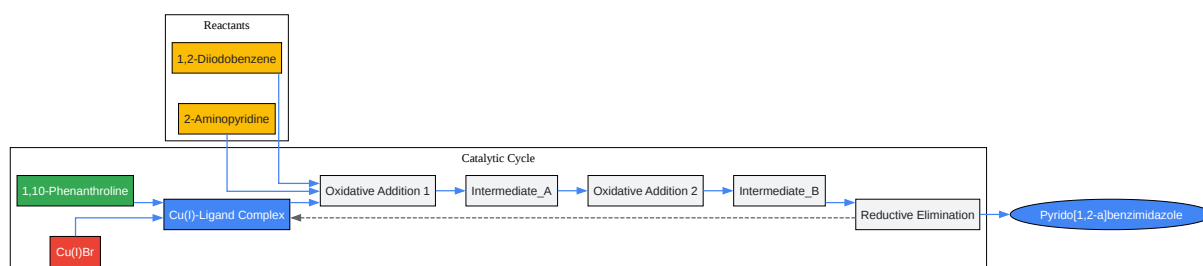 Reactants
1,2-Diiodobenzene
2-Aminopyridine
Catalytic Cycle
1,10-Phenanthroline
Cu(I)Br
Cu(I)-Ligand Complex
Oxidative Addition 1
Intermediate_A
Oxidative Addition 2
Intermediate_B
Reductive Elimination
Pyrido[1,2-a]benzimidazole